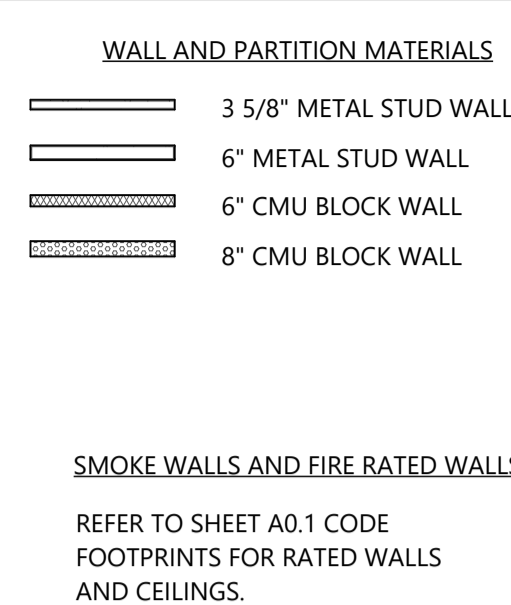 WALL AND PARTITION MATERIALS
3 5/8" METAL STUD WALL
6" METAL STUD WALL
6" CMU BLOCK WALL
8" CMU BLOCK WALL
SMOKE WALLS AND FIRE RATED WALLS
REFER TO SHEET A0.1 CODE
FOOTPRINTS FOR RATED WALLS
AND CEILINGS.